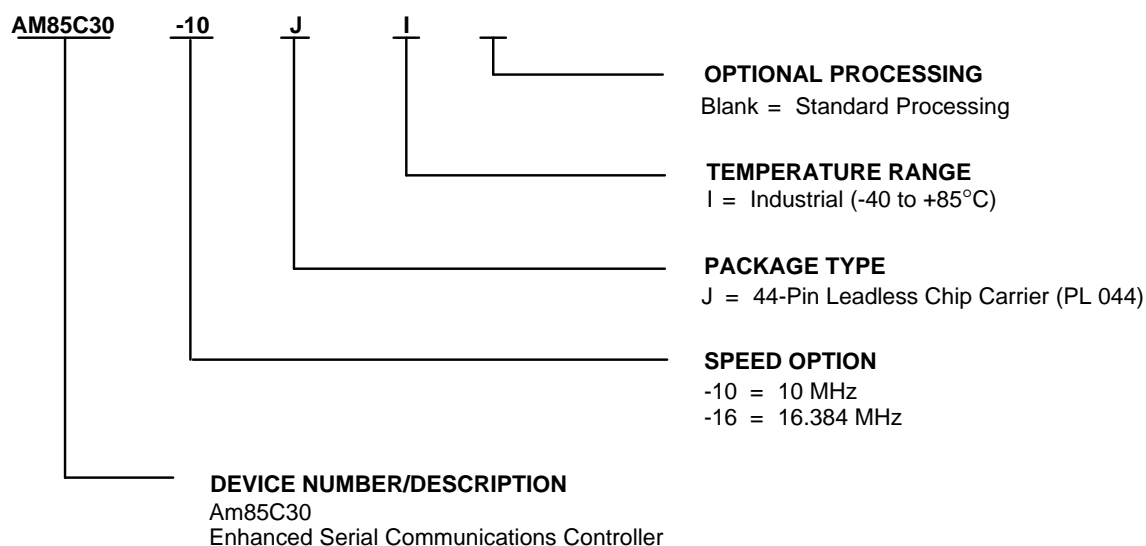 AM85C30 -10 J I
OPTIONAL PROCESSING
Blank = Standard Processing
TEMPERATURE RANGE
I = Industrial (-40 to +85°C)
PACKAGE TYPE
J = 44-Pin Leadless Chip Carrier (PL 044)
SPEED OPTION
-10 = 10 MHz
-16 = 16.384 MHz
DEVICE NUMBER/DESCRIPTION
Am85C30
Enhanced Serial Communications Controller